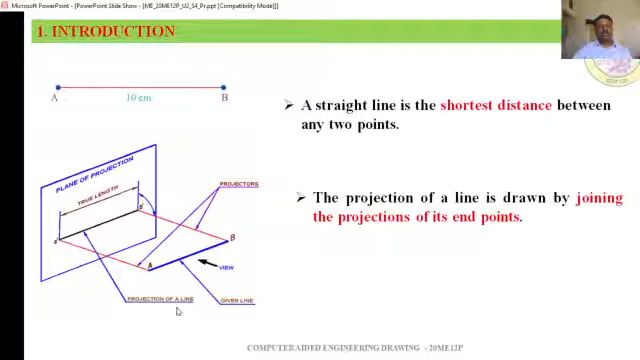 Microsoft PowerPoint - [PowerPoint Slide Show - [ME_20ME12P_U2_S4_Pr.ppt [Compatibility Mode]]]
1. INTRODUCTION
A
10 cm
B
➢ A straight line is the shortest distance between
any two points.
PLANE OF PROJECTION
TRUE LENGTH
PROJECTORS
➢ The projection of a line is drawn by joining
the projections of its end points.
B
A
VIEW
PROJECTION OF A LINE
GIVEN LINE
COMPUTER AIDED ENGINEERING DRAWING - 20ME12P